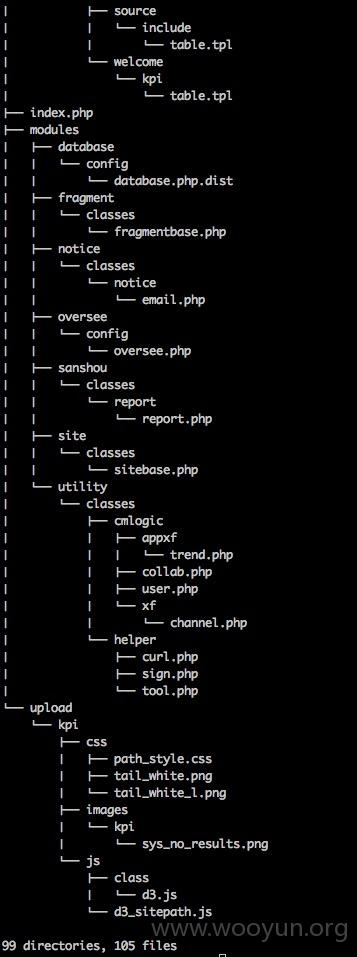 |       ├── source
|       |   └── include
|       |       └── table.tpl
|       └── welcome
|           └── kpi
|               └── table.tpl
├── index.php
├── modules
|   ├── database
|   |   └── config
|   |       └── database.php.dist
|   ├── fragment
|   |   └── classes
|   |       └── fragmentbase.php
|   ├── notice
|   |   └── classes
|   |       └── notice
|   |           └── email.php
|   ├── oversee
|   |   └── config
|   |       └── oversee.php
|   ├── sanshou
|   |   └── classes
|   |       └── report
|   |           └── report.php
|   ├── site
|   |   └── classes
|   |       └── sitebase.php
|   └── utility
|       └── classes
|           ├── cmlogic
|           |   ├── appxf
|           |   |   └── trend.php
|           |   ├── collab.php
|           |   ├── user.php
|           |   └── xf
|           |       └── channel.php
|           └── helper
|               ├── curl.php
|               ├── sign.php
|               └── tool.php
└── upload
    └── kpi
        ├── css
        |   ├── path_style.css
        |   ├── tail_white.png
        |   └── tail_white_l.png
        ├── images
        |   └── kpi
        |       └── sys_no_results.png
        └── js
            ├── class
            |   └── d3.js
            └── d3_sitepath.js
www.wooyun.org
99 directories, 105 files